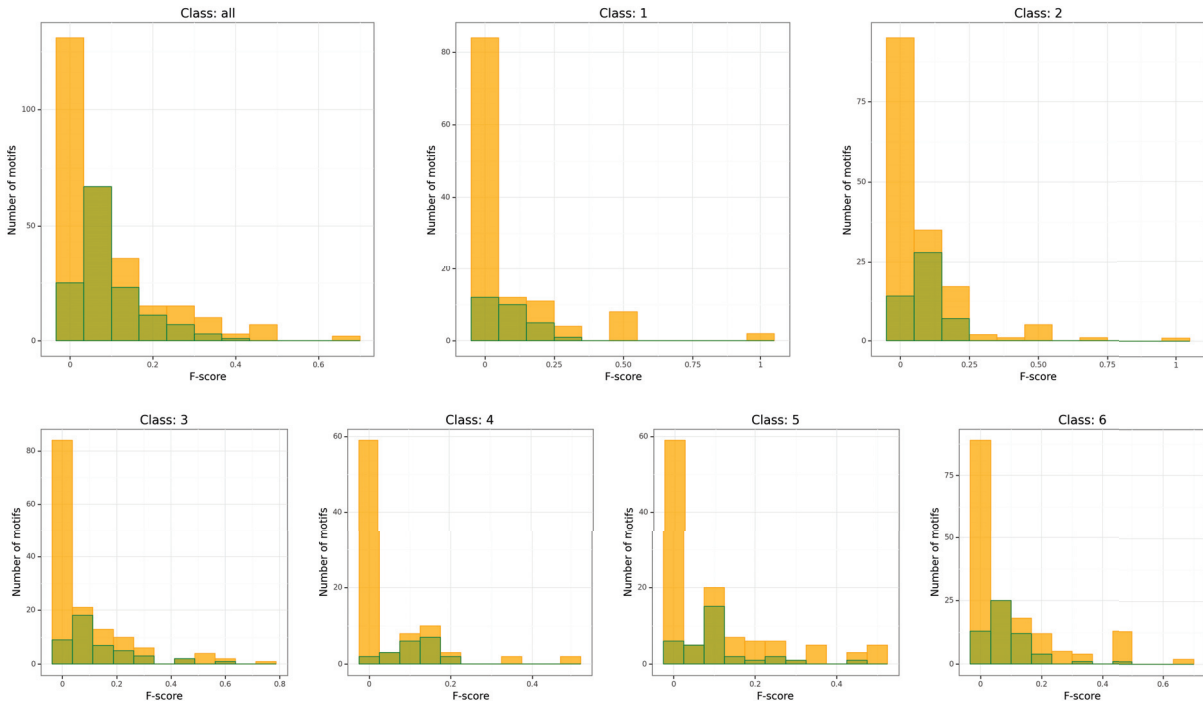 Class: all
Number of motifs
100
50
0
0
0.2
0.4
0.6
F-score
Class: 1
Number of motifs
80
60
40
20
0
0
0.25
0.50
0.75
1
F-score
Class: 2
Number of motifs
75
50
25
0
0
0.25
0.50
0.75
1
F-score
Class: 3
Number of motifs
80
60
40
20
0
0
0.2
0.4
0.6
0.8
F-score
Class: 4
Number of motifs
60
40
20
0
0
0.2
0.4
F-score
Class: 5
Number of motifs
60
40
20
0
0
0.2
0.4
F-score
Class: 6
Number of motifs
75
50
25
0
0
0.2
0.4
0.6
F-score